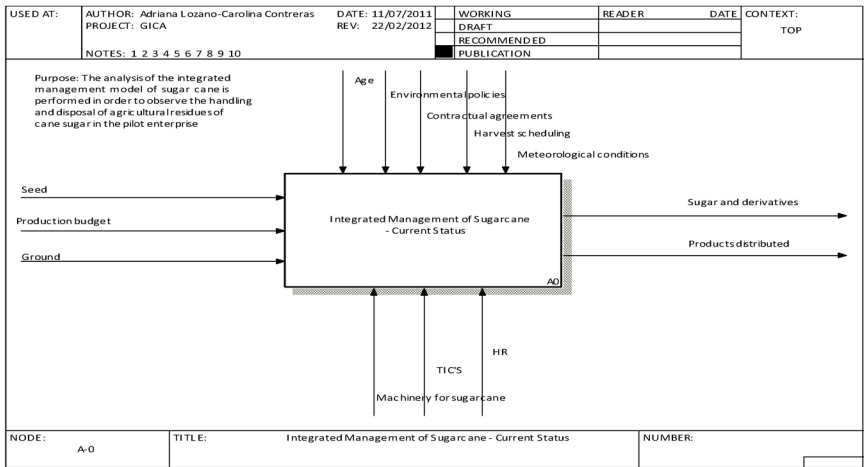 USED AT:
AUTHOR: Adriana Lozano-Carolina Contreras
DATE: 11/07/2011
PROJECT: GICA
REV: 22/02/2012
NOTES: 1 2 3 4 5 6 7 8 9 10
WORKING
DRAFT
RECOMMENDED
PUBLICATION
READER DATE
CONTEXT:
TOP
Purpose: The analysis of the integrated
management model of sugar cane is
performed in order to observe the handling
and disposal of agricultural residues of
cane sugar in the pilot enterprise
Age
Environmental policies
Contractual agreements
Harvest scheduling
Meteorological conditions
Seed
Production budget
Ground
Integrated Management of Sugarcane
- Current Status
A0
Sugar and derivatives
Products distributed
HR
TIC'S
Machinery for sugarcane
NODE:
A-0
TITLE:
Integrated Management of Sugarcane - Current Status
NUMBER: